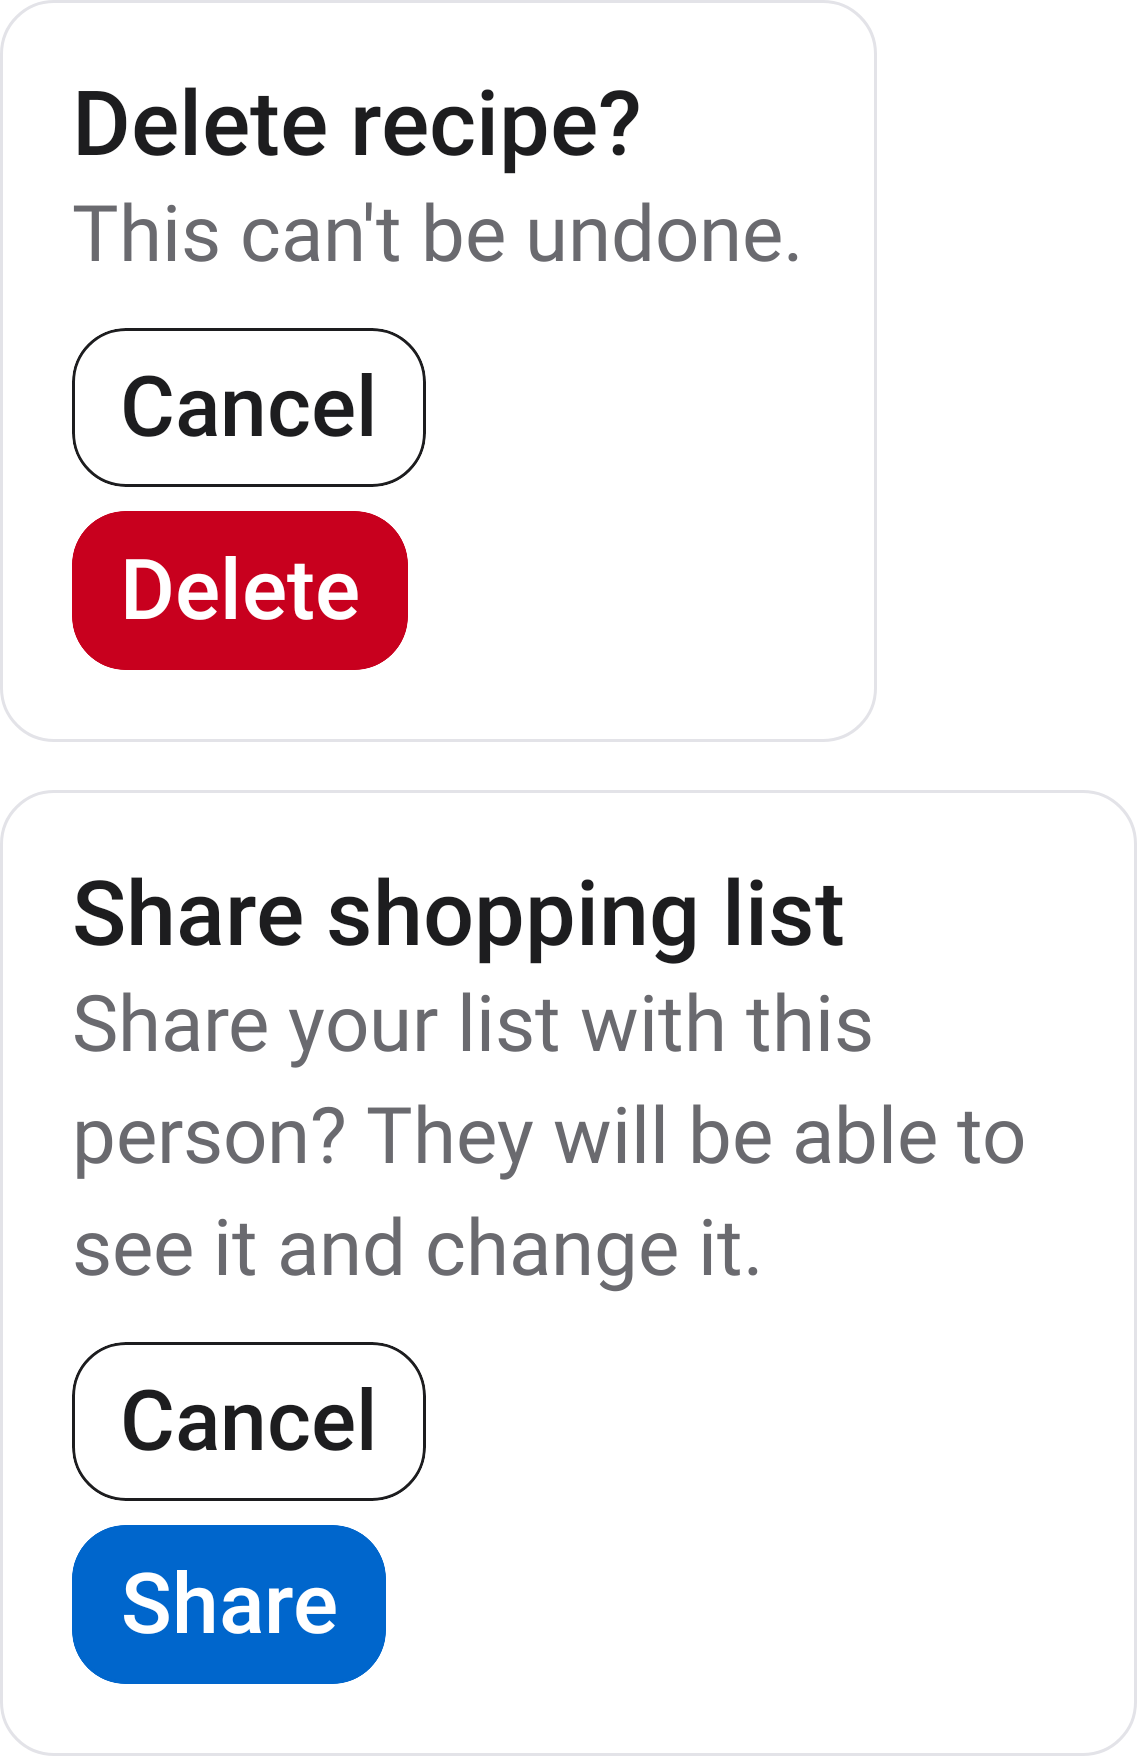 Delete recipe?
This can't be undone.
Cancel
Delete
Share shopping list
Share your list with this
person? They will be able to
see it and change it.
Cancel
Share